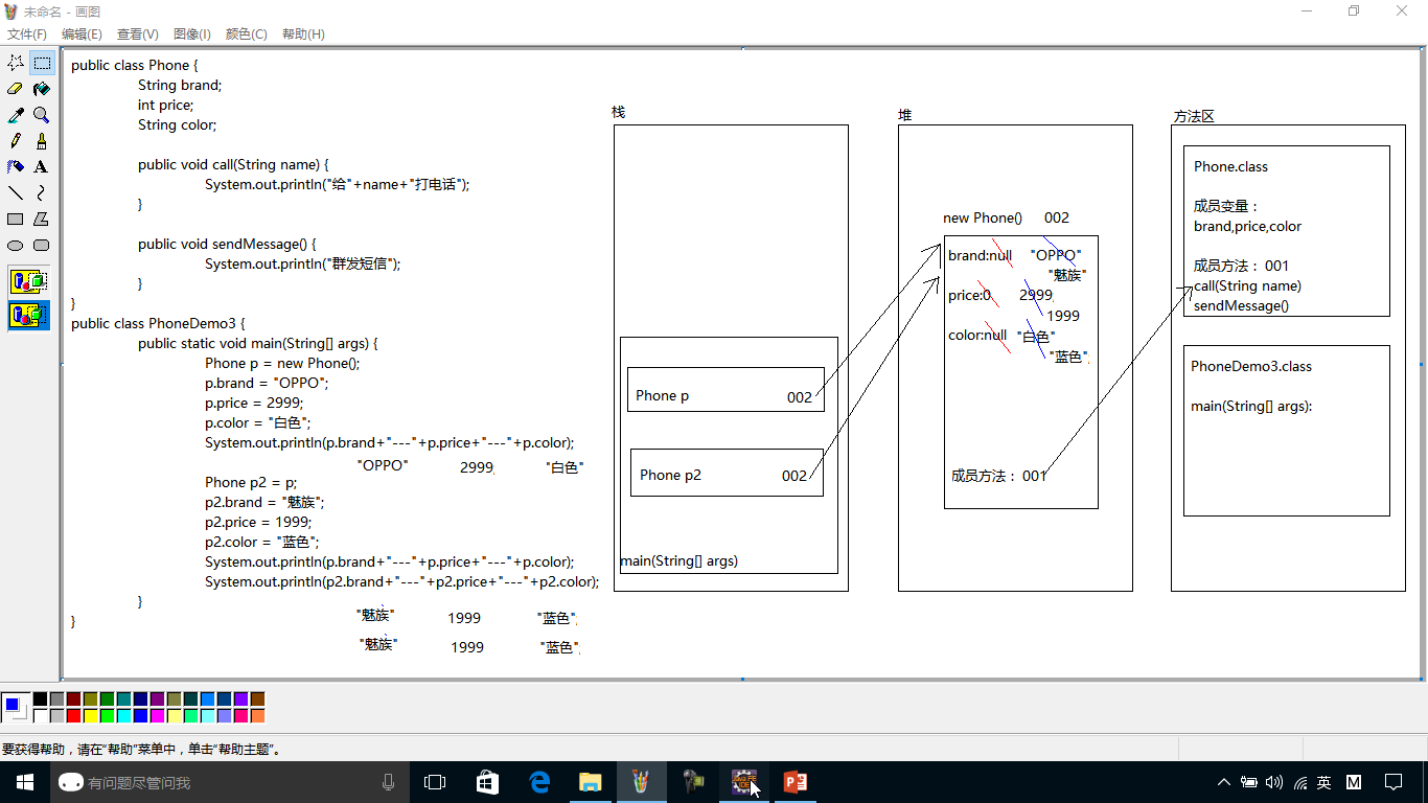 未命名 - 画图
文件(F) 编辑(E) 查看(V) 图像(I) 颜色(C) 帮助(H)
public class Phone {
String brand;
int price;
String color;
public void call(String name) {
System.out.println("给"+name+"打电话");
}
public void sendMessage() {
System.out.println("群发短信");
}
}
public class PhoneDemo3 {
public static void main(String[] args) {
Phone p = new Phone();
p.brand = "OPPO";
p.price = 2999;
p.color = "白色";
System.out.println(p.brand+"---"+p.price+"---"+p.color);
"OPPO" 2999 "白色"
Phone p2 = p;
p2.brand = "魅族";
p2.price = 1999;
p2.color = "蓝色";
System.out.println(p.brand+"---"+p.price+"---"+p.color);
System.out.println(p2.brand+"---"+p2.price+"---"+p2.color);
}
"魅族" 1999 "蓝色";
}
"魅族" 1999 "蓝色";
栈
Phone p 002
Phone p2 002
main(String[] args)
堆
new Phone() 002
brand:null "OPPO"
"魅族"
price:0 2999
1999
color:null "白色"
"蓝色";
成员方法：001
方法区
Phone.class
成员变量：
brand,price,color
成员方法：001
call(String name)
sendMessage()
PhoneDemo3.class
main(String[] args):
要获得帮助，请在"帮助"菜单中，单击"帮助主题"。
有问题尽管问我
英 M